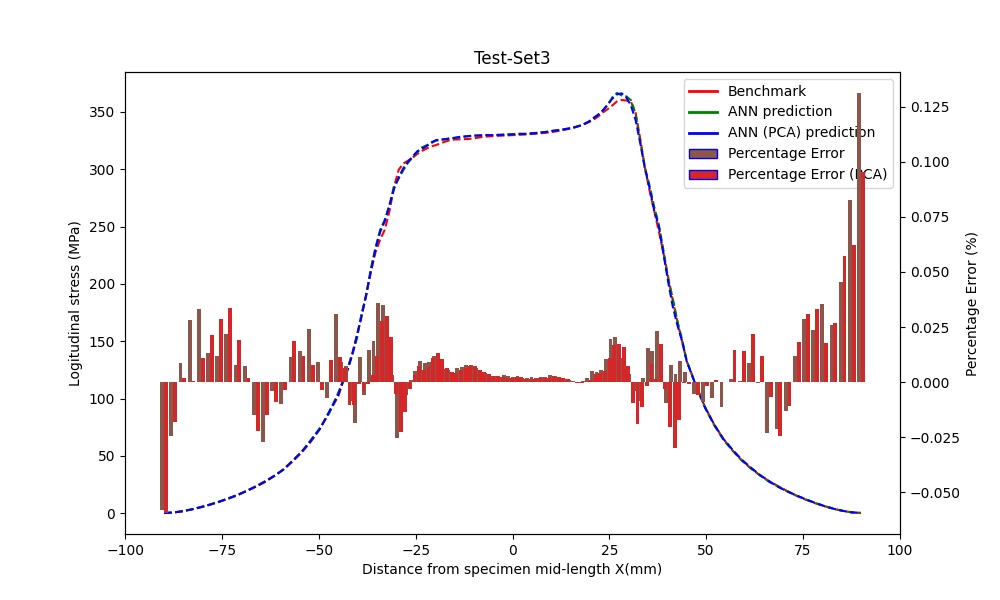 Test-Set3
Benchmark
ANN prediction
ANN (PCA) prediction
Percentage Error
Percentage Error (PCA)
350
300
250
200
150
100
50
0
Logitudinal stress (MPa)
0.125
0.100
0.075
0.050
0.025
0.000
−0.025
−0.050
Percentage Error (%)
−100
−75
−50
−25
0
25
50
75
100
Distance from specimen mid-length X(mm)